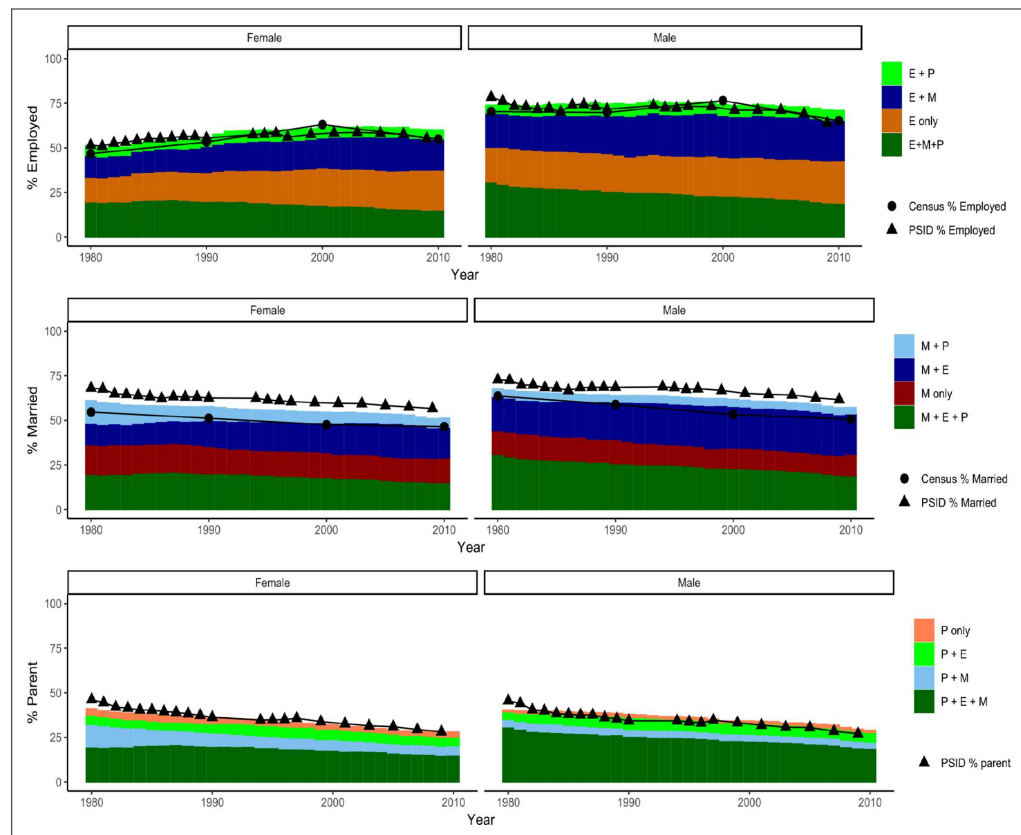 Female Male
100
75
50
25
0
% Employed
1980 1990 2000 2010 1980 1990 2000 2010
Year
E + P
E + M
E only
E+M+P
Census % Employed
PSID % Employed
Female Male
100
75
50
25
0
% Married
1980 1990 2000 2010 1980 1990 2000 2010
Year
M + P
M + E
M only
M + E + P
Census % Married
PSID % Married
Female Male
100
75
50
25
0
% Parent
1980 1990 2000 2010 1980 1990 2000 2010
Year
P only
P + E
P + M
P + E + M
PSID % parent